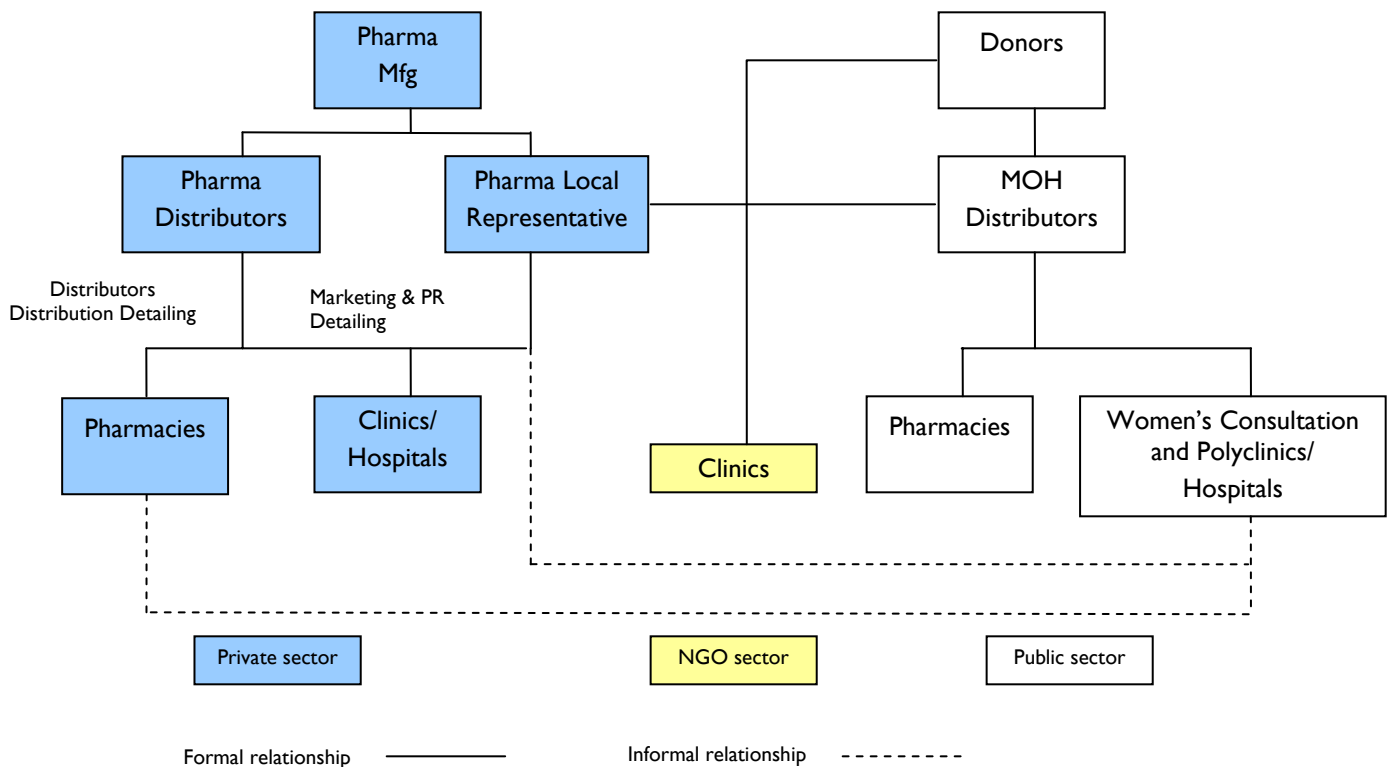 Pharma
Mfg
Donors
Pharma
Distributors
Pharma Local
Representative
MOH
Distributors
Distributors
Distribution Detailing
Marketing & PR
Detailing
Pharmacies
Clinics/
Hospitals
Clinics
Pharmacies
Women's Consultation
and Polyclinics/
Hospitals
Private sector
NGO sector
Public sector
Formal relationship
Informal relationship